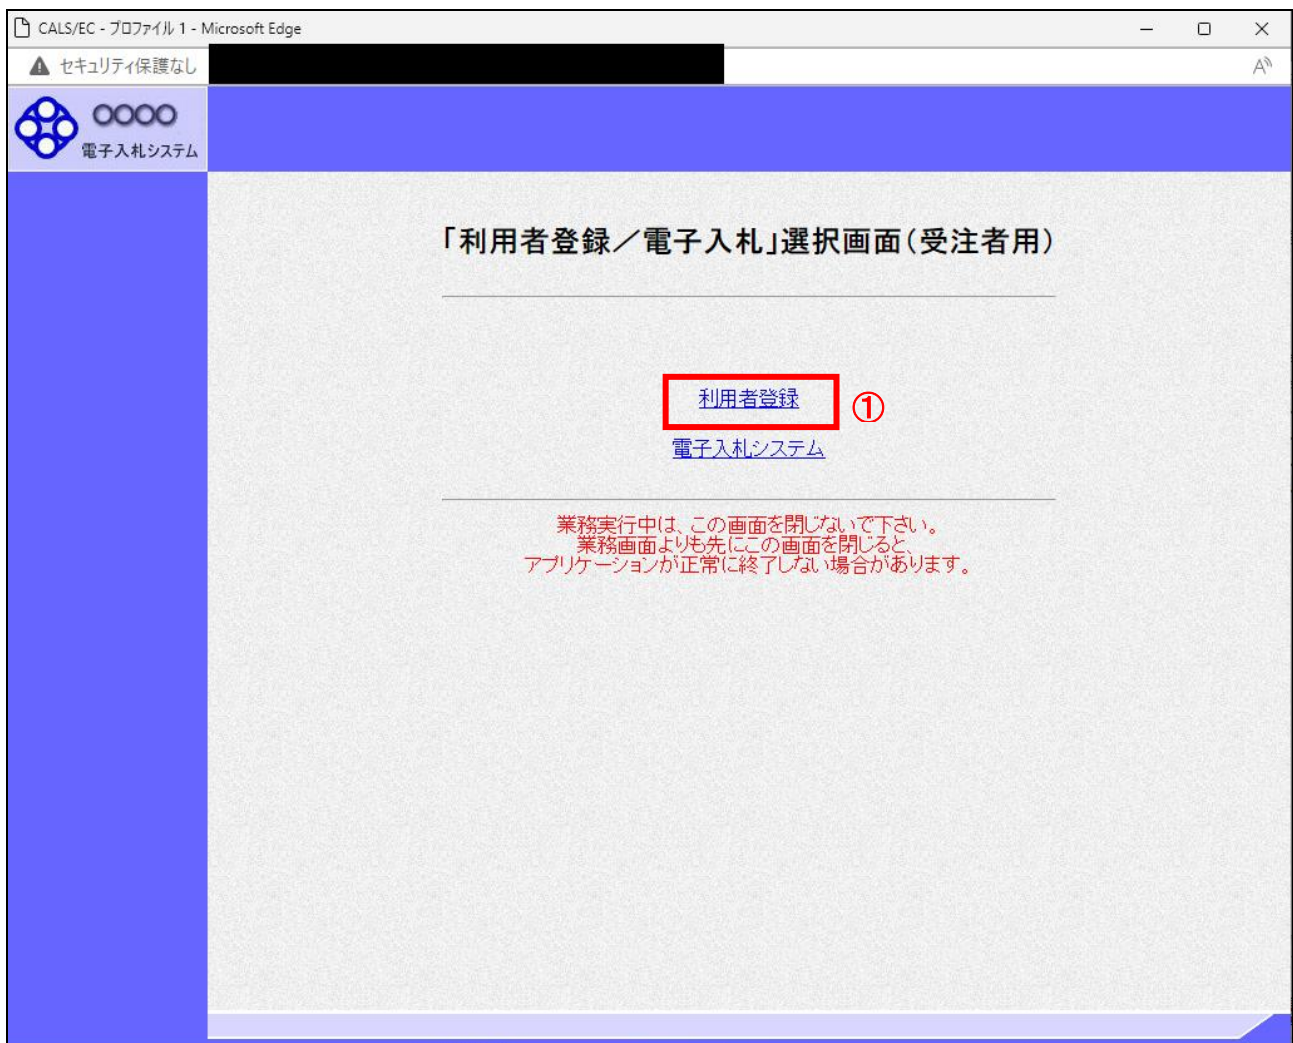 CALS/EC - プロファイル 1 - Microsoft Edge
セキュリティ保護なし
○○○○
電子入札システム
「利用者登録／電子入札」選択画面(受注者用)
利用者登録
①
電子入札システム
業務実行中は、この画面を閉じないで下さい。
業務画面よりも先にこの画面を閉じると、
アプリケーションが正常に終了しない場合があります。